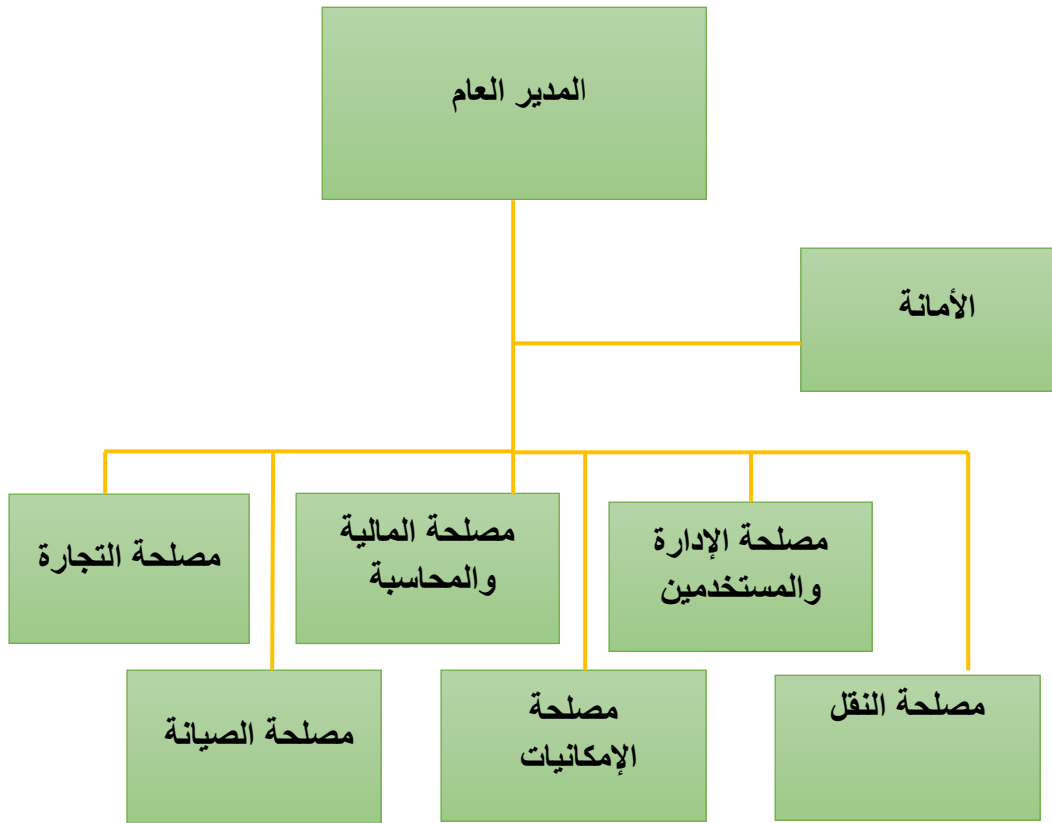 المدير العام
الأمانة
مصلحة الإدارة
والمستخدمين
مصلحة المالية
والمحاسبة
مصلحة التجارة
مصلحة النقل
مصلحة
الإمكانيات
مصلحة الصيانة